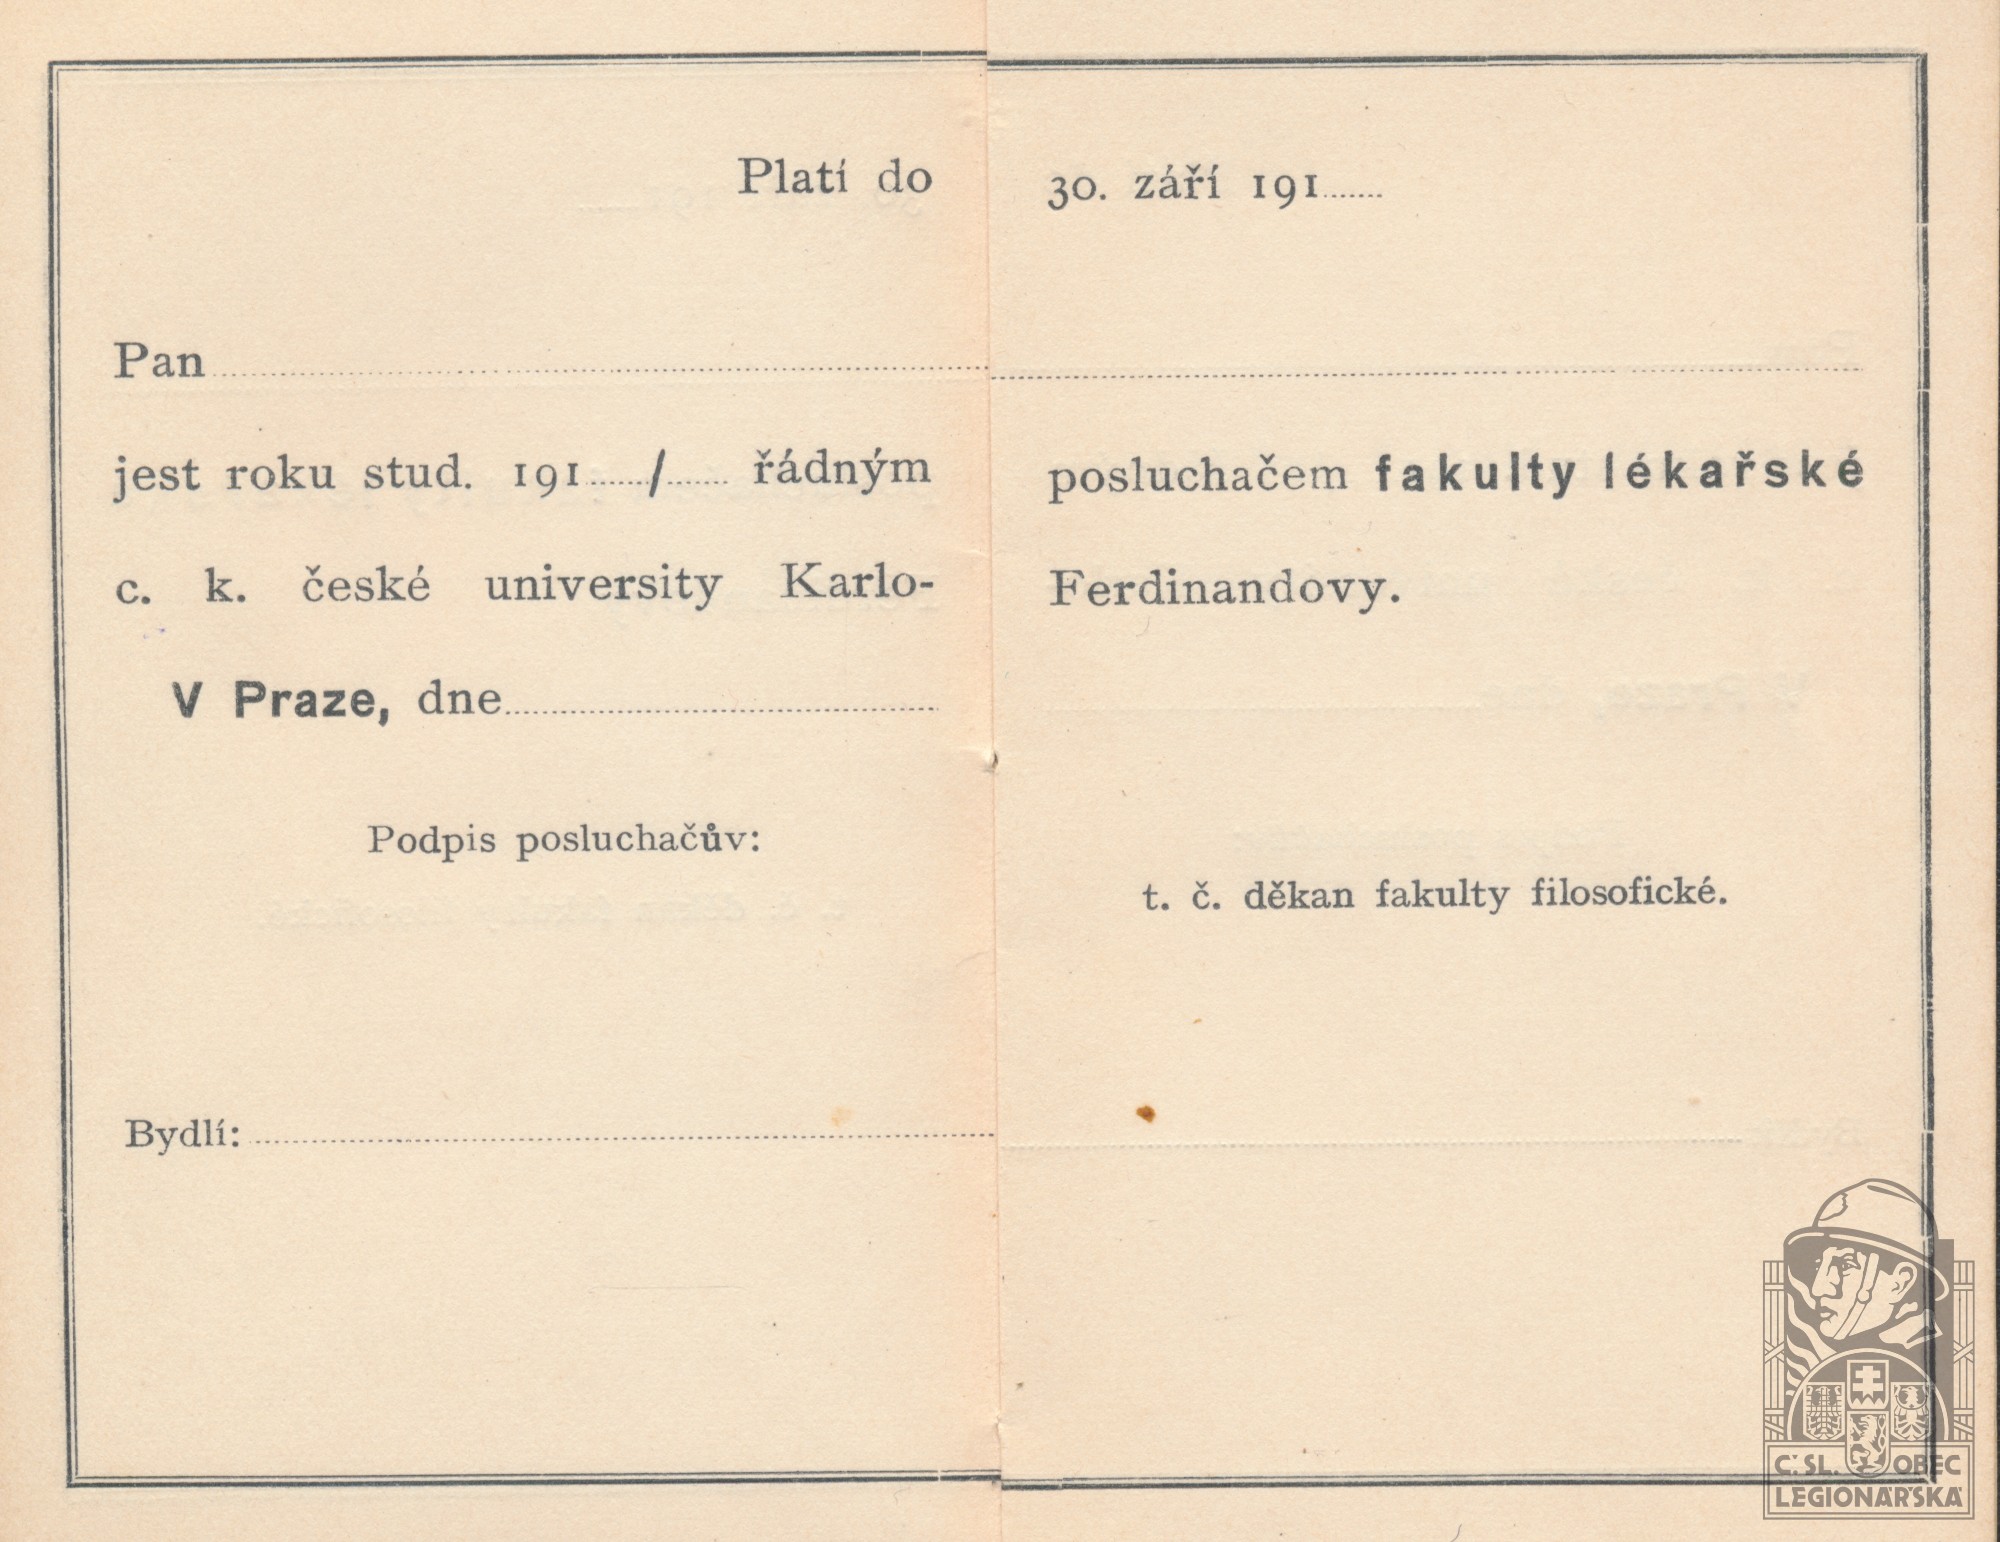 Platí do 30. září 191.......
Pan
jest roku stud. 191......./....... řádným posluchačem fakulty lékařské
c. k. české university Karlo-Ferdinandovy.
V Praze, dne
Podpis posluchačův:
t. č. děkan fakulty filosofické.
Bydlí:
Č. SL. OBEC
LEGIONÁŘSKÁ